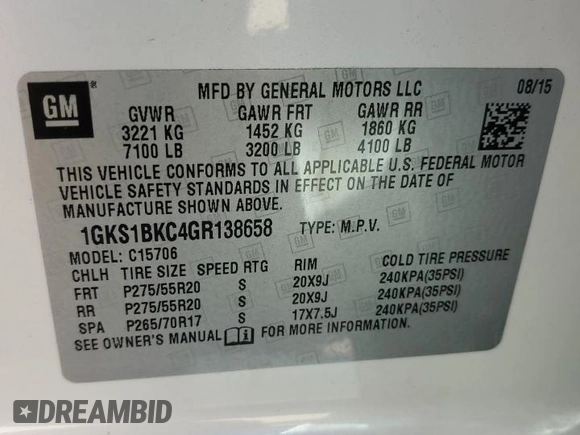 GM
MFD BY GENERAL MOTORS LLC 08/15
GVWR GAWR FRT GAWR RR
3221 KG 1452 KG 1860 KG
7100 LB 3200 LB 4100 LB
THIS VEHICLE CONFORMS TO ALL APPLICABLE U.S. FEDERAL MOTOR
VEHICLE SAFETY STANDARDS IN EFFECT ON THE DATE OF
MANUFACTURE SHOWN ABOVE.
1GKS1BKC4GR138658 TYPE: M.P.V.
MODEL: C15706
CHLH TIRE SIZE SPEED RTG RIM COLD TIRE PRESSURE
FRT P275/55R20 S 20X9J 240KPA(35PSI)
RR P275/55R20 S 20X9J 240KPA(35PSI)
SPA P265/70R17 S 17X7.5J 240KPA(35PSI)
SEE OWNER'S MANUAL FOR MORE INFORMATION.
DREAMBID